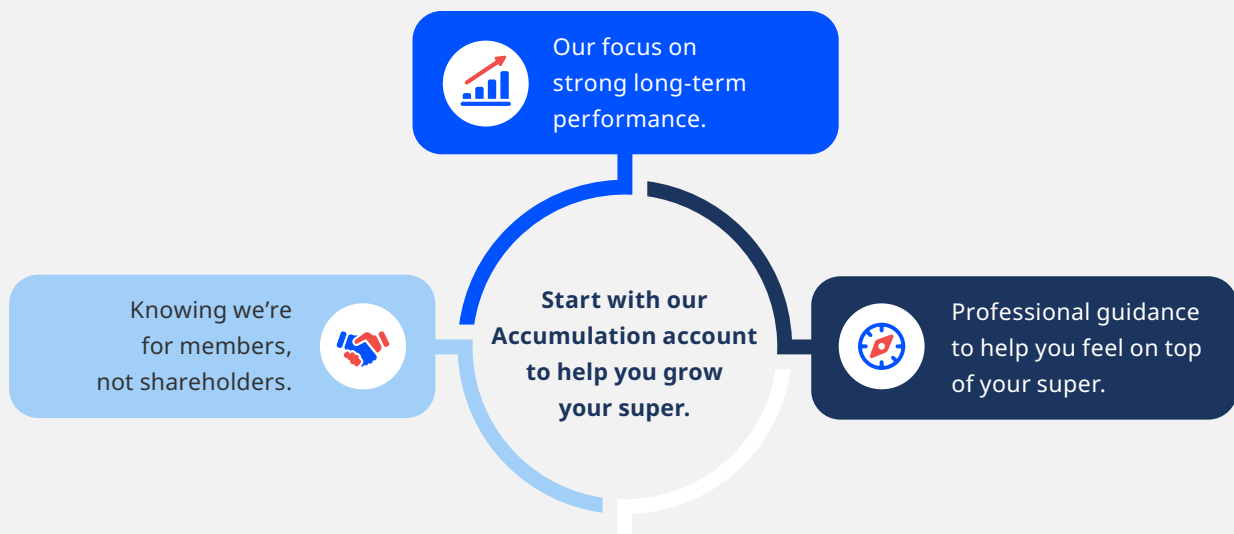 Our focus on
strong long-term
performance.
Knowing we’re
for members,
not shareholders.
Start with our
Accumulation account
to help you grow
your super.
Professional guidance
to help you feel on top
of your super.